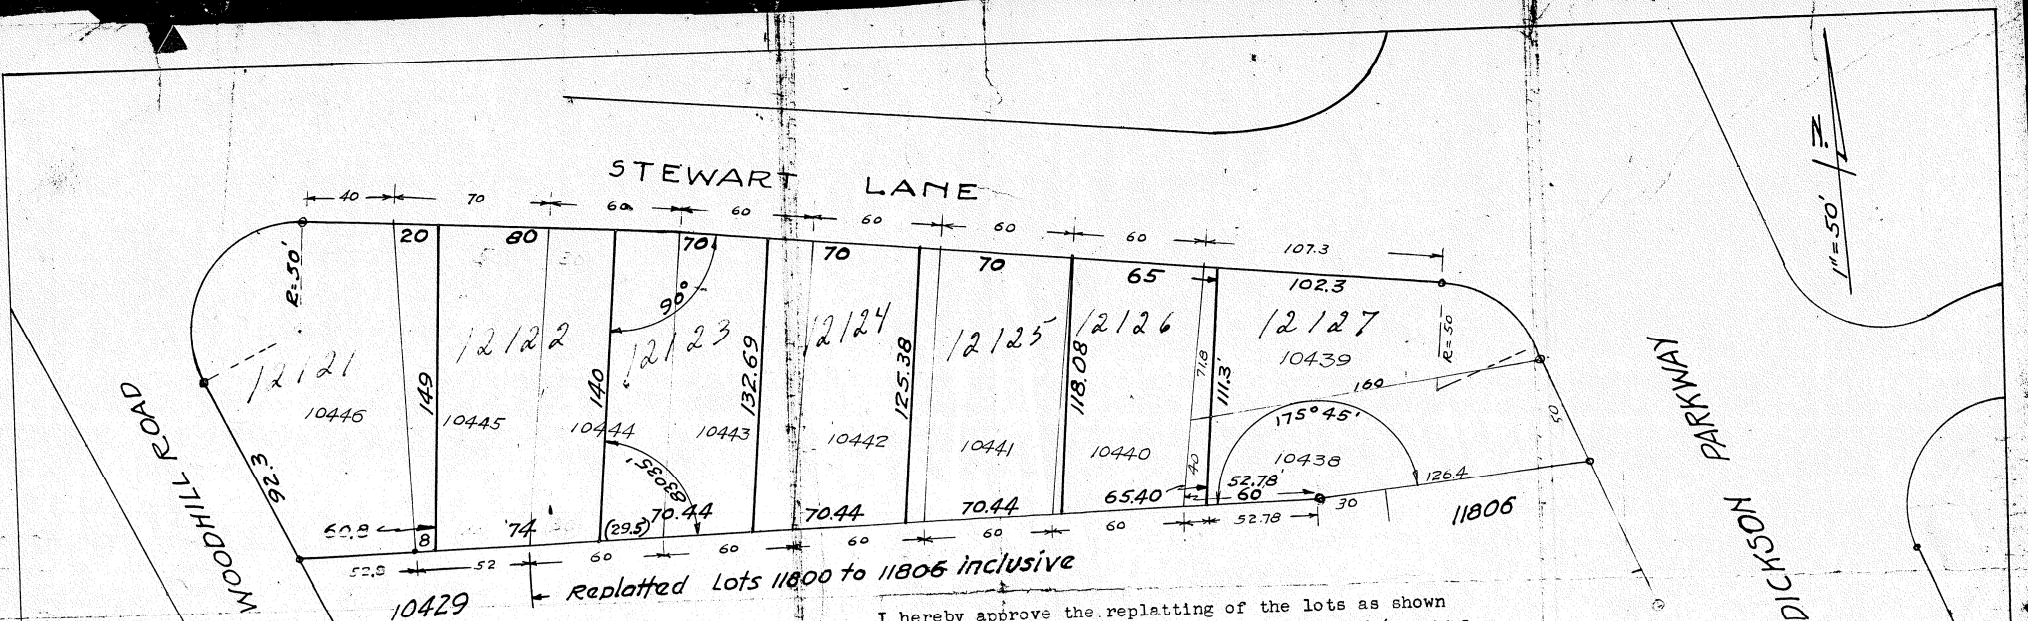 STEWART LANE
40 70 60 60 60 60 60 107.3
20 80 70 70 70 65 102.3
R=50'
90°
R=50
1"=50'
12121 12122 12123 12124 12125 12126 12127
10439
149 140 132.69 125.38 118.08 71.8 111.3'
160
175°45'
50
10446 10445 10444 10443 10442 10441 10440 10438
92.3
83°35'
40
126.4
60.8 8 74 (29.5) 70.44 70.44 70.44 65.40 52.78' 60 30
11806
52.8 52 60 60 60 60 60 52.78
Replatted Lots 11800 to 11806 inclusive
10429
WOODHILL ROAD
DICKSON PARKWAY
I hereby approve the replatting of the lots as shown